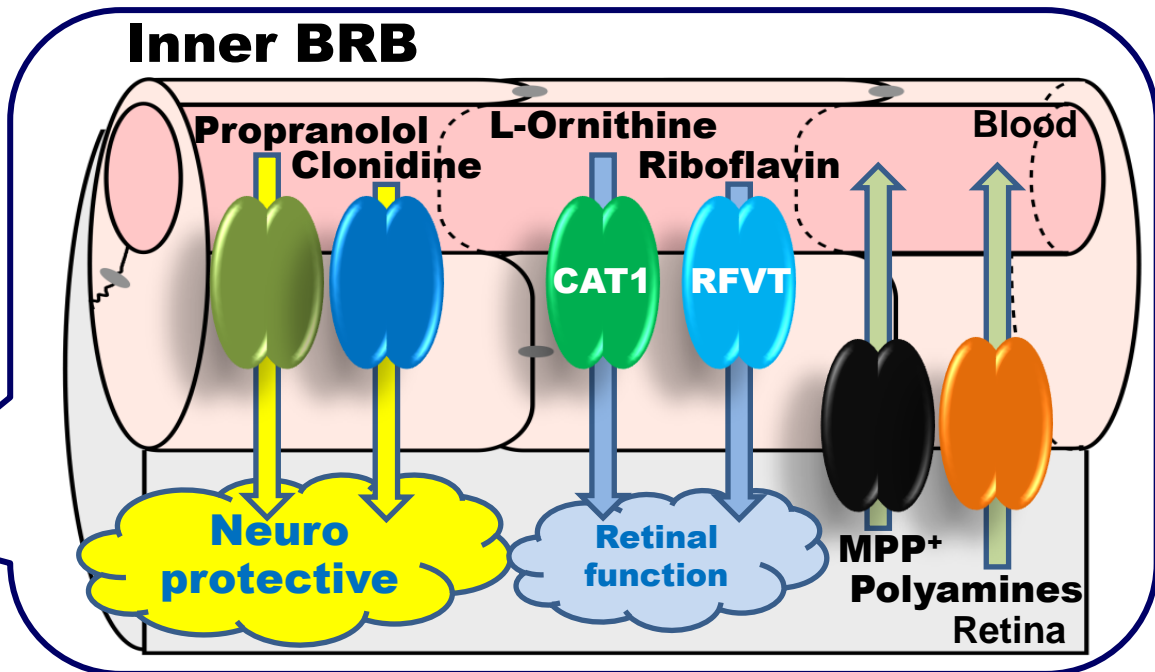 Inner BRB
Propranolol
Clonidine
L-Ornithine
Riboflavin
Blood
CAT1
RFVT
Neuro
protective
Retinal
function
MPP⁺
Polyamines
Retina